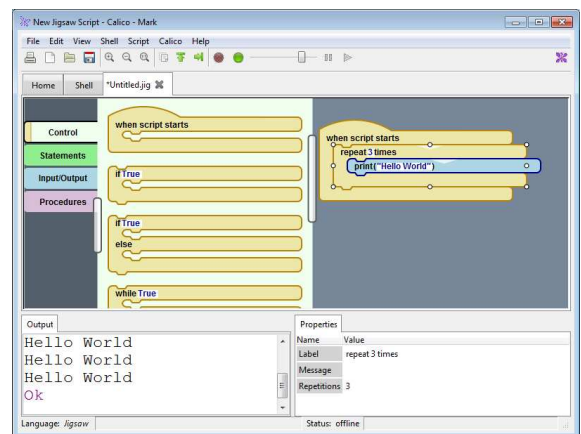 New Jigsaw Script - Calico - Mark
File Edit View Shell Script Calico Help
Home Shell *Untitled.jig
Control
Statements
Input/Output
Procedures
when script starts
if True
if True
else
while True
when script starts
repeat 3 times
print("Hello World")
Output
Hello World
Hello World
Hello World
Ok
Properties
Name Value
Label repeat 3 times
Message
Repetitions 3
Language: Jigsaw Status: offline